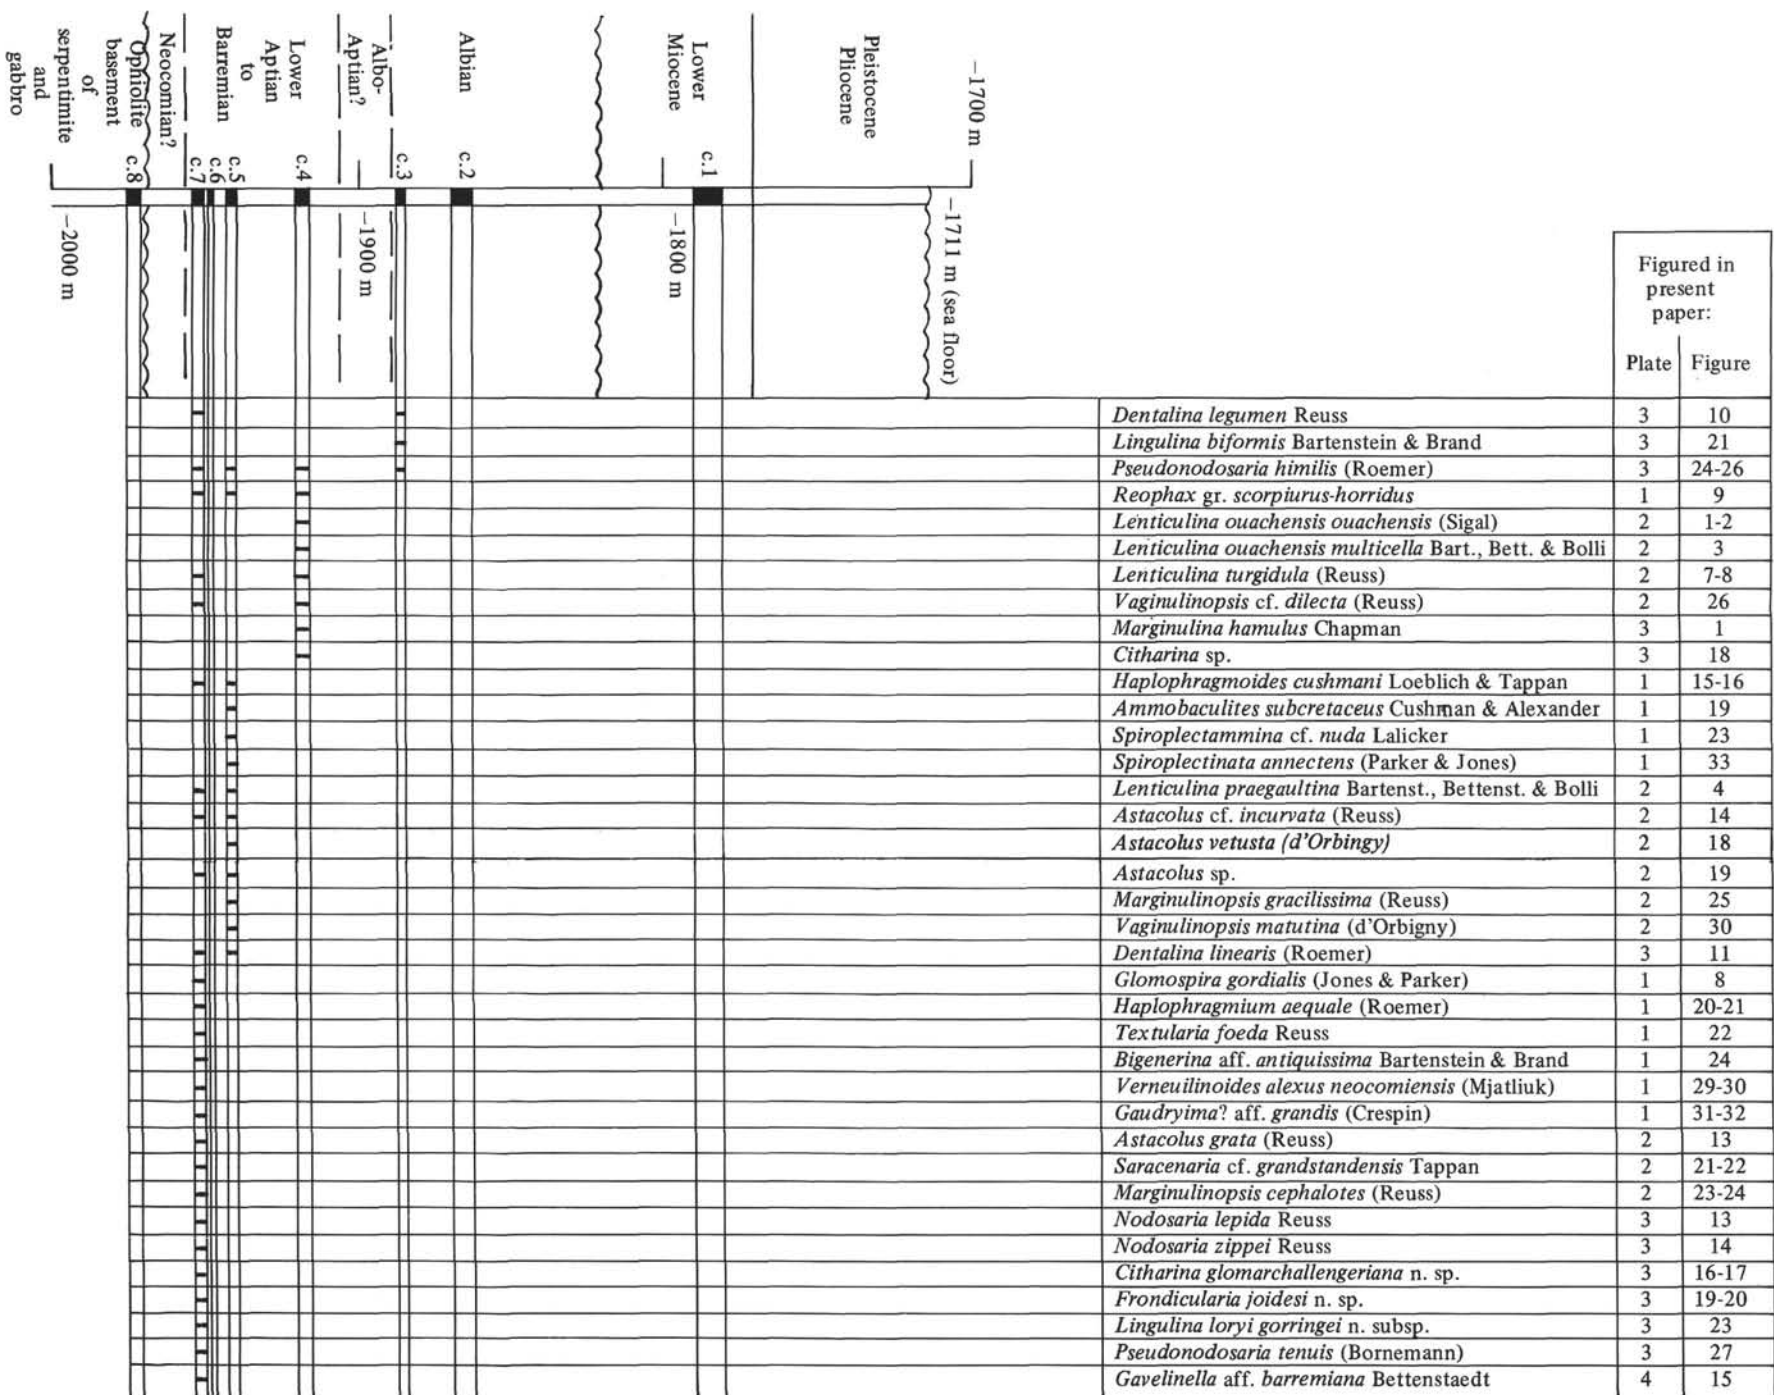 -1700 m
Pleistocene
Pliocene
Lower
Miocene
Albian
Albo-
Aptian?
Lower
Aptian
to
Barremian
Neocomian?
Ophiolite
basement
of
serpentimite
and
gabbro
c.1
c.2
c.3
c.4
c.5
c.6
c.7
c.8
-1711 m (sea floor)
-1800 m
-1900 m
-2000 m
Figured in
present
paper:
Plate Figure
Dentalina legumen Reuss 3 10
Lingulina biformis Bartenstein & Brand 3 21
Pseudonodosaria himilis (Roemer) 3 24-26
Reophax gr. scorpiurus-horridus 1 9
Lenticulina ouachensis ouachensis (Sigal) 2 1-2
Lenticulina ouachensis multicella Bart., Bett. & Bolli 2 3
Lenticulina turgidula (Reuss) 2 7-8
Vaginulinopsis cf. dilecta (Reuss) 2 26
Marginulina hamulus Chapman 3 1
Citharina sp. 3 18
Haplophragmoides cushmani Loeblich & Tappan 1 15-16
Ammobaculites subcretaceus Cushman & Alexander 1 19
Spiroplectammina cf. nuda Lalicker 1 23
Spiroplectinata annectens (Parker & Jones) 1 33
Lenticulina praegaultina Bartenst., Bettenst. & Bolli 2 4
Astacolus cf. incurvata (Reuss) 2 14
Astacolus vetusta (d'Orbingy) 2 18
Astacolus sp. 2 19
Marginulinopsis gracilissima (Reuss) 2 25
Vaginulinopsis matutina (d'Orbigny) 2 30
Dentalina linearis (Roemer) 3 11
Glomospira gordialis (Jones & Parker) 1 8
Haplophragmium aequale (Roemer) 1 20-21
Textularia foeda Reuss 1 22
Bigenerina aff. antiquissima Bartenstein & Brand 1 24
Verneuilinoides alexus neocomiensis (Mjatliuk) 1 29-30
Gaudryima? aff. grandis (Crespin) 1 31-32
Astacolus grata (Reuss) 2 13
Saracenaria cf. grandstandensis Tappan 2 21-22
Marginulinopsis cephalotes (Reuss) 2 23-24
Nodosaria lepida Reuss 3 13
Nodosaria zippei Reuss 3 14
Citharina glomarchallengeriana n. sp. 3 16-17
Frondicularia joidesi n. sp. 3 19-20
Lingulina loryi gorringei n. subsp. 3 23
Pseudonodosaria tenuis (Bornemann) 3 27
Gavelinella aff. barremiana Bettenstaedt 4 15